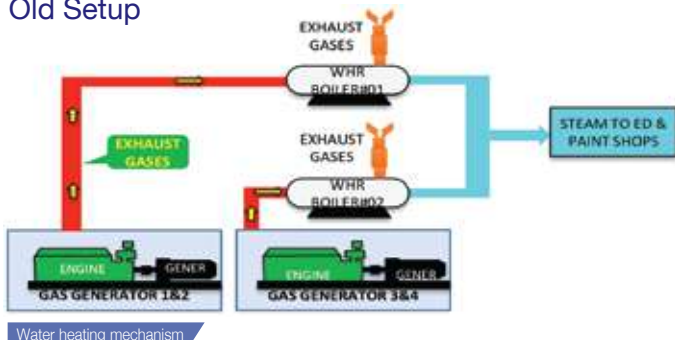 Old Setup
EXHAUST
GASES
WHR
BOILER#01
EXHAUST
GASES
STEAM TO ED &
PAINT SHOPS
EXHAUST
GASES
WHR
BOILER#02
ENGINE
GENER
GAS GENERATOR 1&2
ENGINE
GENER
GAS GENERATOR 3&4
Water heating mechanism